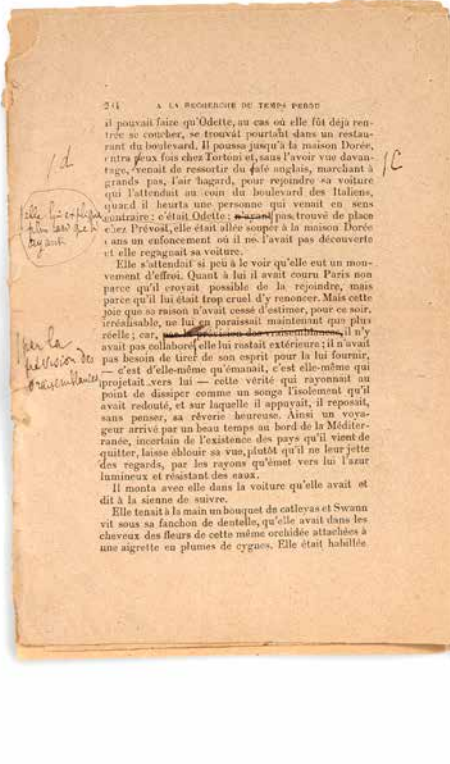 284 A LA RECHERCHE DU TEMPS PERDU
il pouvait faize qu'Odette, au cas où elle fût déjà ren-
trée se coucher, se trouvât pourtant dans un restau-
rant du boulevard. Il poussa jusqu'à la maison Dorée,
entra deux fois chez Tortoni et, sans l'avoir vue davan-
tage, venait de ressortir du café anglais, marchant à
grands pas, l'air hagard, pour rejoindre sa voiture
qui l'attendait au coin du boulevard des Italiens,
quand il heurta une personne qui venait en sens
contraire : c'était Odette ; n'ayant pas trouvé de place
chez Prévost, elle était allée souper à la maison Dorée
dans un enfoncement où il ne l'avait pas découverte
et elle regagnait sa voiture.
Elle s'attendait si peu à le voir qu'elle eut un mou-
vement d'effroi. Quant à lui il avait couru Paris non
parce qu'il croyait possible de la rejoindre, mais
parce qu'il lui était trop cruel d'y renoncer. Mais cette
joie que sa raison n'avait cessé d'estimer, pour ce soir,
irréalisable, ne lui en paraissait maintenant que plus
réelle ; car, par la prévision des vraisemblances, il n'y
avait pas collaboré, elle lui restait extérieure ; il n'avait
pas besoin de tirer de son esprit pour la lui fournir,
— c'est d'elle-même qu'émanait, c'est elle-même qui
projetait vers lui — cette vérité qui rayonnait au
point de dissiper comme un songe l'isolement qu'il
avait redouté, et sur laquelle il appuyait, il reposait,
sans penser, sa rêverie heureuse. Ainsi un voya-
geur arrivé par un beau temps au bord de la Méditer-
ranée, incertain de l'existence des pays qu'il vient de
quitter, laisse éblouir sa vue, plutôt qu'il ne leur jette
des regards, par les rayons qu'émet vers lui l'azur
lumineux et résistant des eaux.
Il monta avec elle dans la voiture qu'elle avait et
dit à la sienne de suivre.
Elle tenait à la main un bouquet de catleyas et Swann
vit sous sa fanchon de dentelle, qu'elle avait dans les
cheveux des fleurs de cette même orchidée attachées à
une aigrette en plumes de cygnes. Elle était habillée
/d
/C
elle lui expliqua
plus tard que n'
ayant
par la
prévision des
vraisemblances